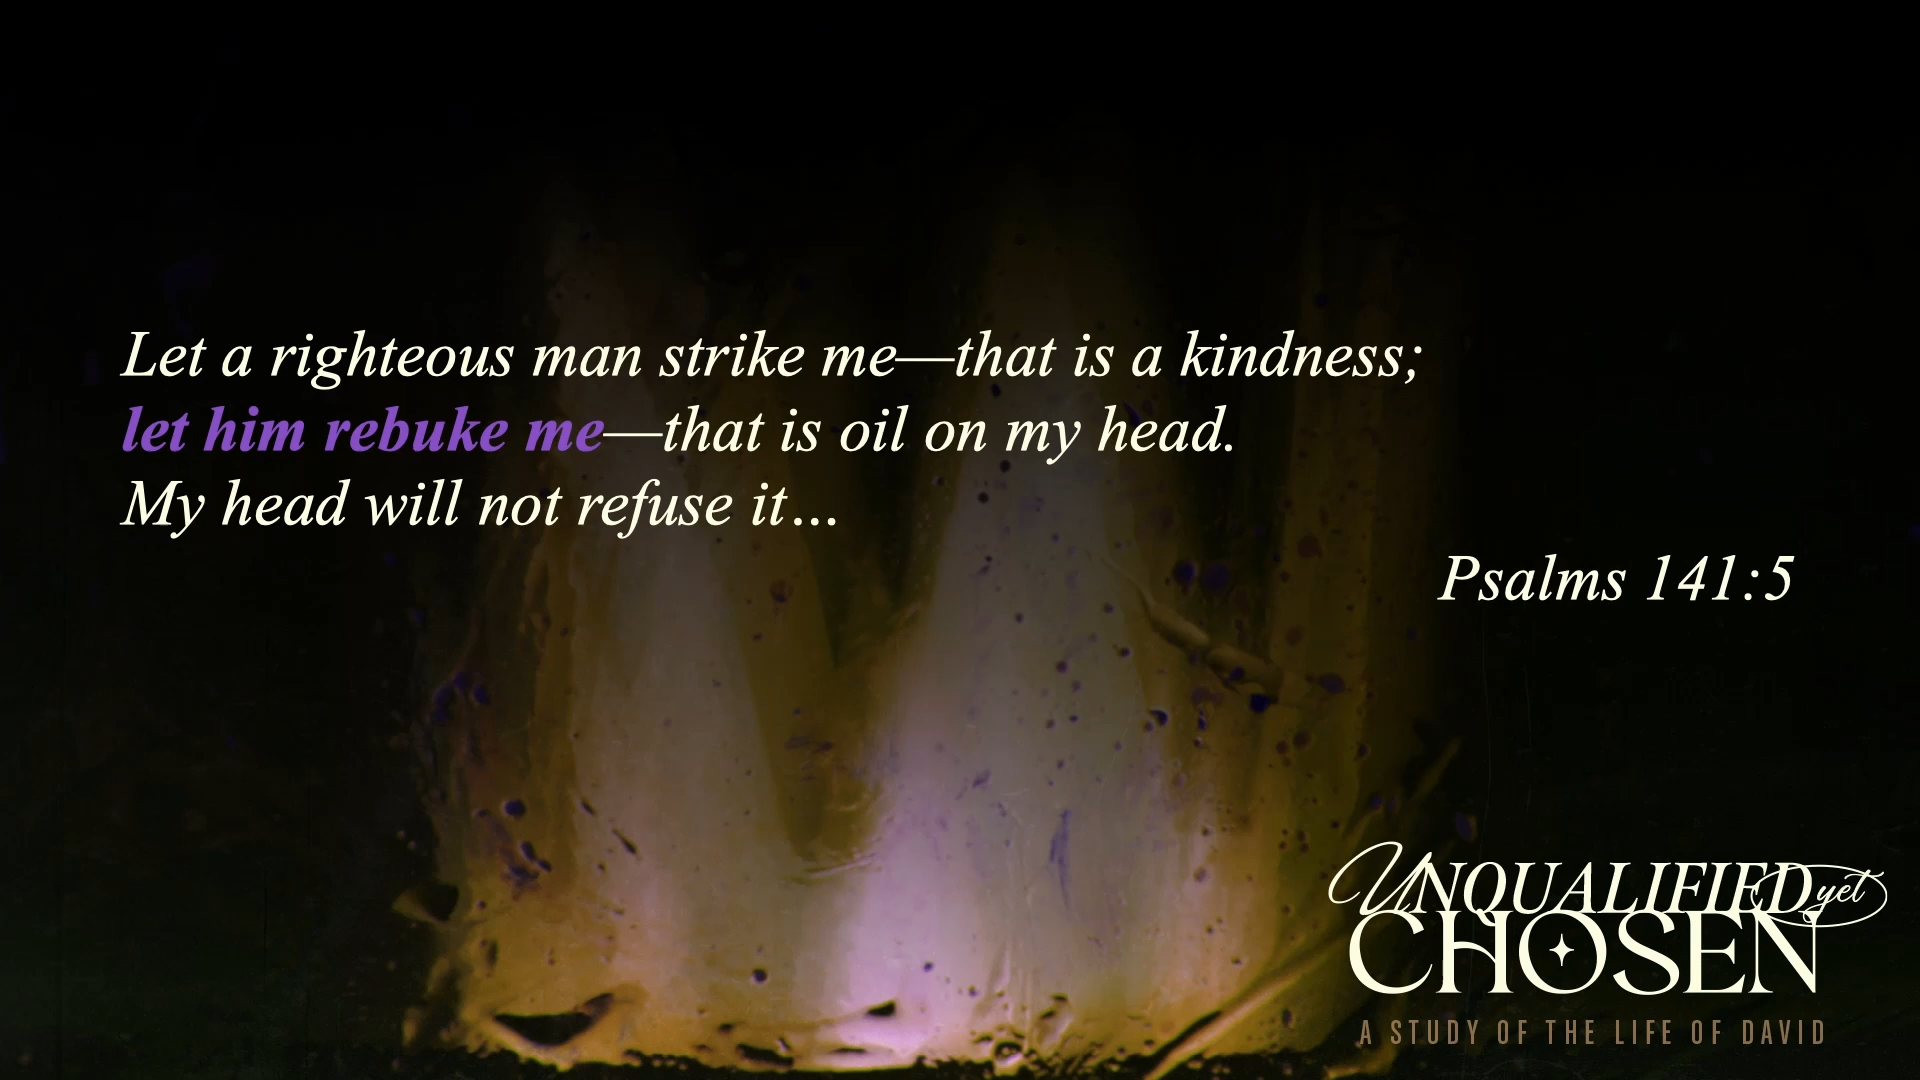 Let a righteous man strike me—that is a kindness;
let him rebuke me—that is oil on my head.
My head will not refuse it…
Psalms 141:5
UNQUALIFIED yet
CHOSEN
A STUDY OF THE LIFE OF DAVID